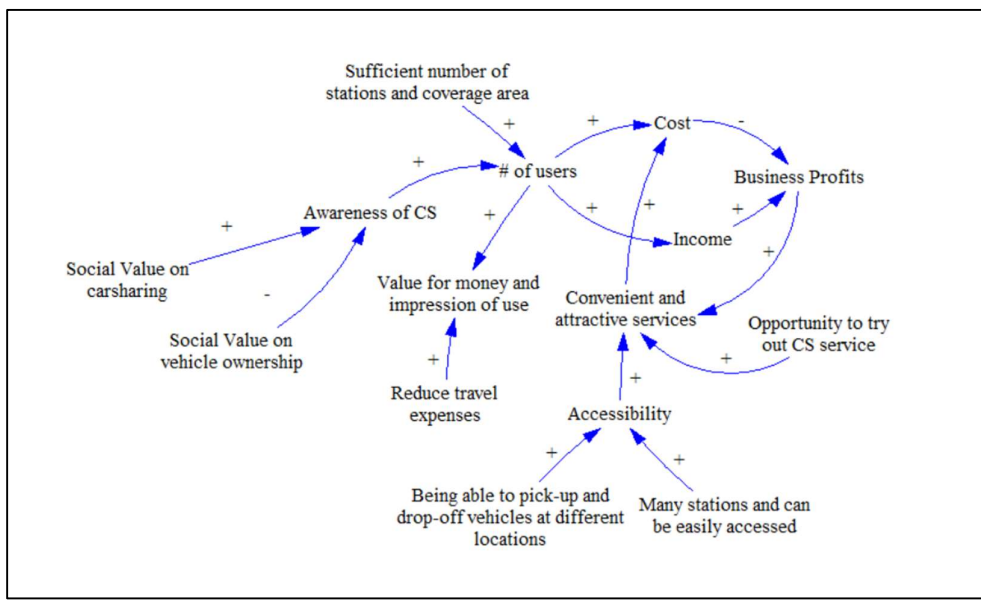 Sufficient number of
stations and coverage area
+
+
Cost
-
+
# of users
Business Profits
+
+
+
+
Awareness of CS
+
Income
+
Social Value on
carsharing
Value for money and
impression of use
Convenient and
attractive services
-
Opportunity to try
out CS service
Social Value on
vehicle ownership
+
+
Reduce travel
expenses
+
Accessibility
+
+
Being able to pick-up and
drop-off vehicles at different
locations
Many stations and can
be easily accessed